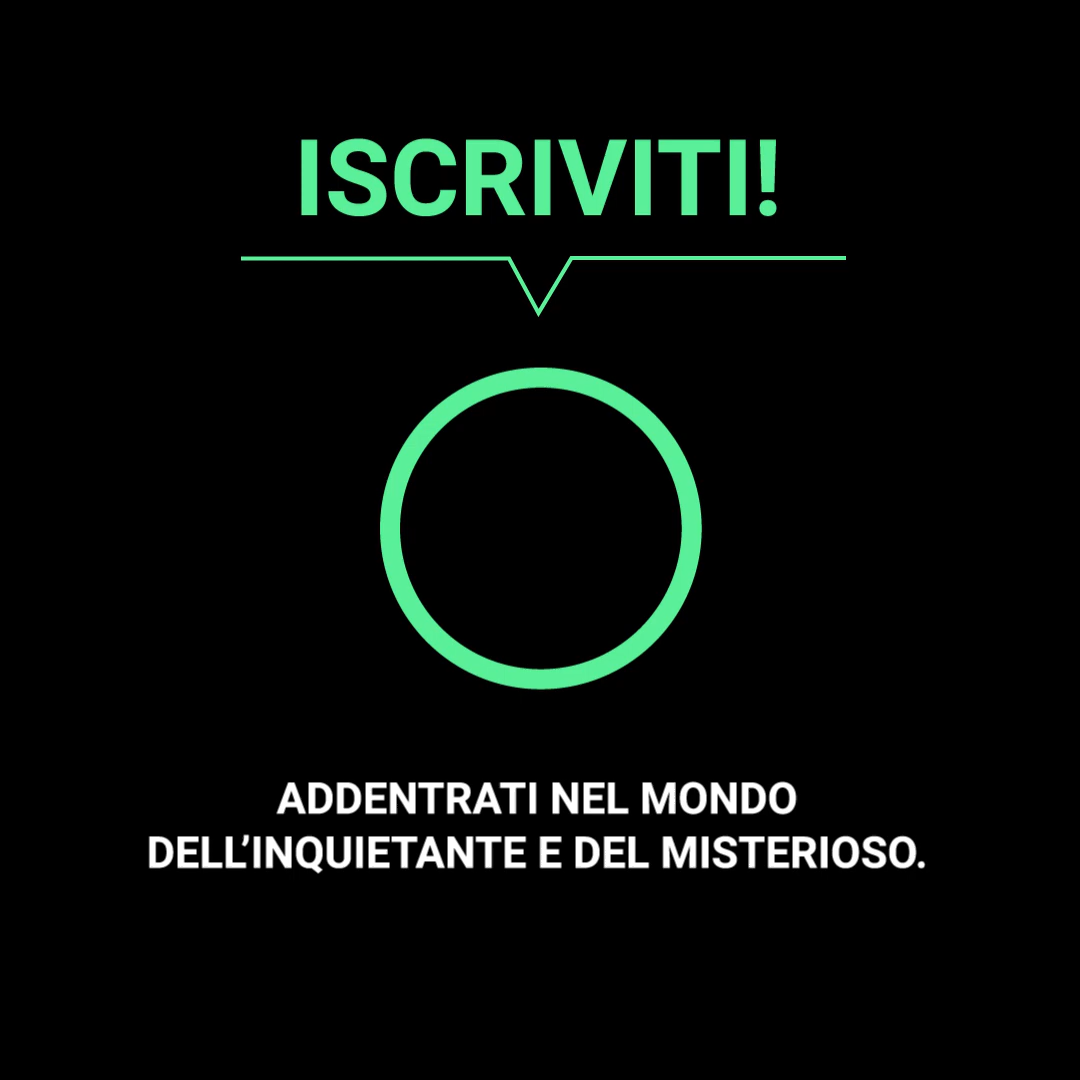 ISCRIVITI!
ADDENTRATI NEL MONDO
DELL’INQUIETANTE E DEL MISTERIOSO.